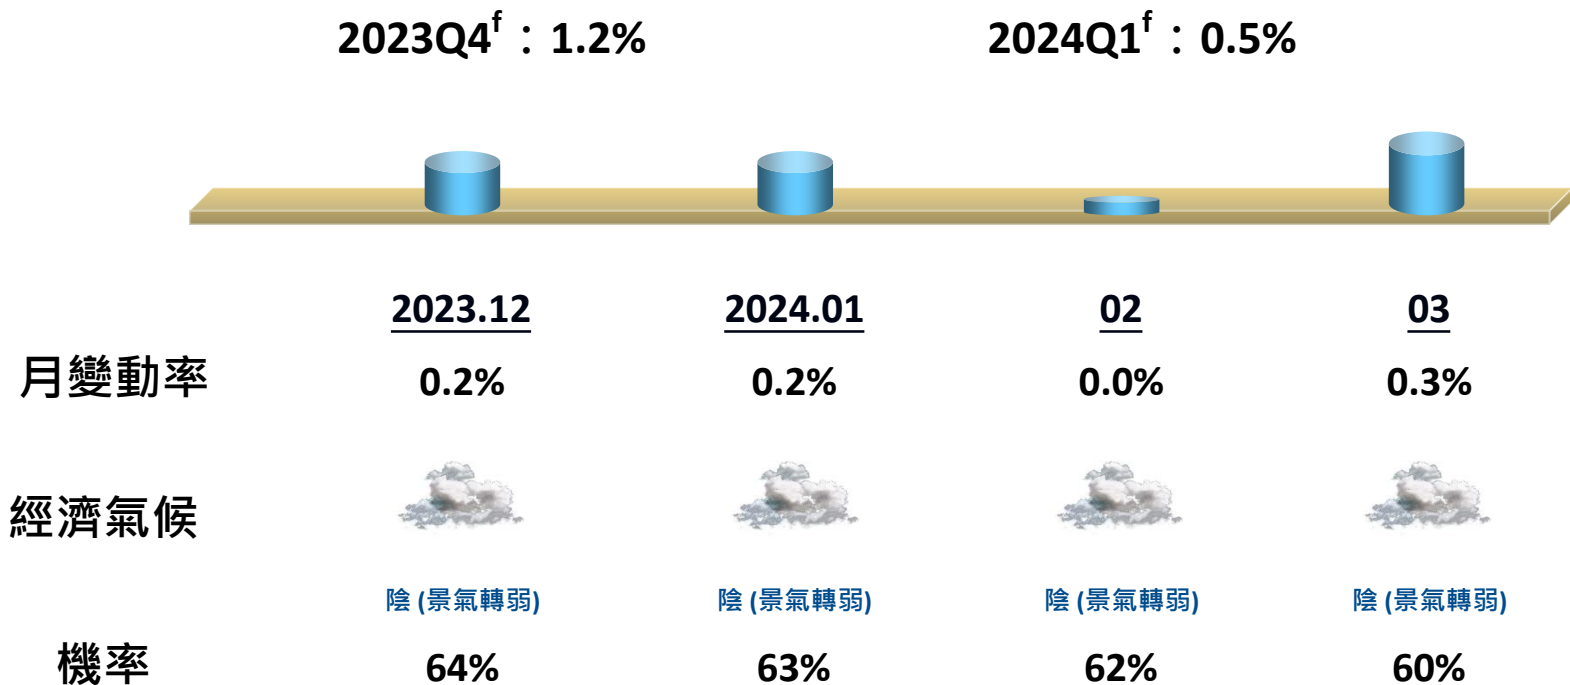 2023Q4ᶠ：1.2% 2024Q1ᶠ：0.5%
2023.12 2024.01 02 03
月變動率 0.2% 0.2% 0.0% 0.3%
經濟氣候
陰 (景氣轉弱) 陰 (景氣轉弱) 陰 (景氣轉弱) 陰 (景氣轉弱)
機率 64% 63% 62% 60%